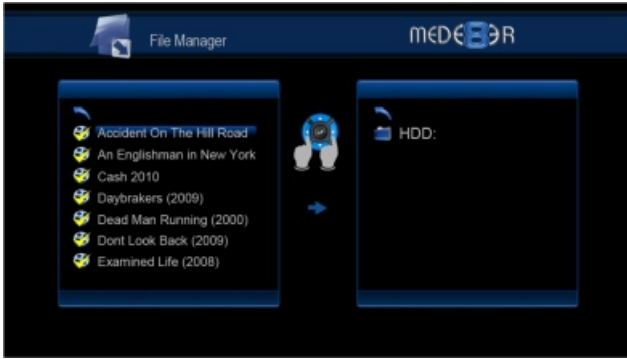 File Manager
MEDE8ER
Accident On The Hill Road
An Englishman in New York
Cash 2010
Daybrakers (2009)
Dead Man Running (2000)
Dont Look Back (2009)
Examined Life (2008)
HDD: